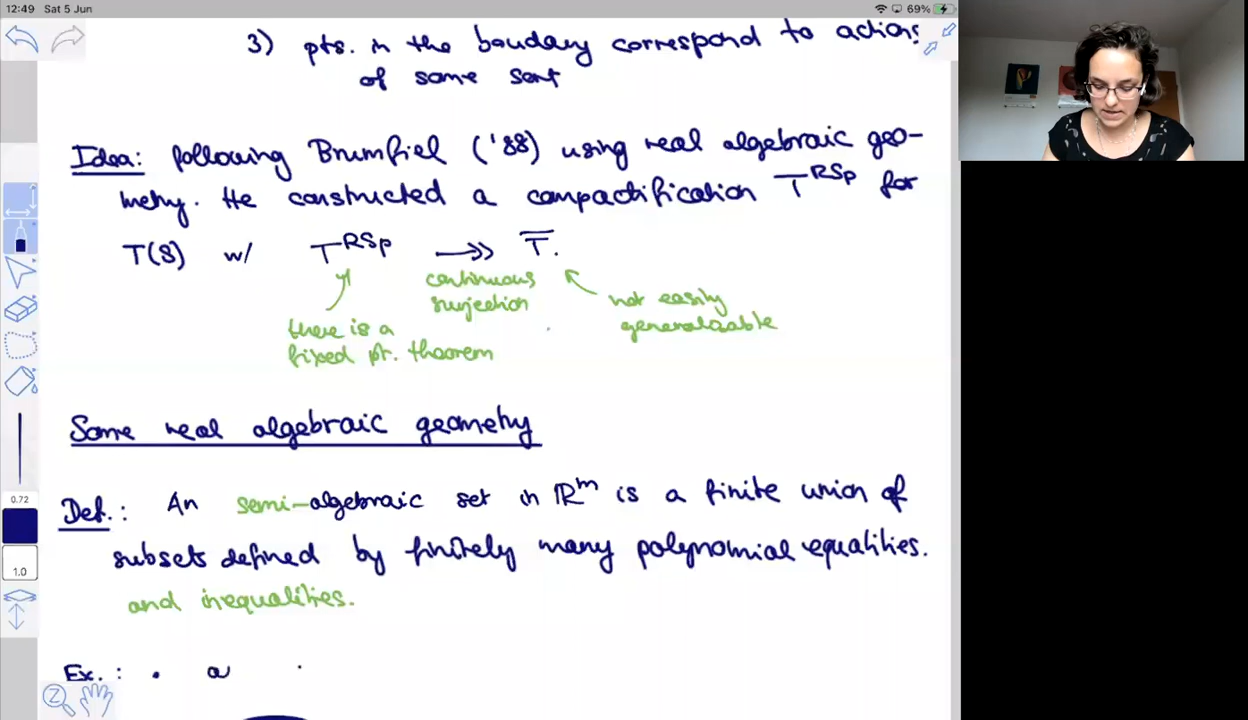 12:49 Sat 5 Jun
69%
3) pts. in the boudary correspond to actions
of some sort
Idea: following Brumfiel ('88) using real algebraic geo-
metry. He constructed a compactification T^RSp for
T(S) w/ T^RSp ↠ T̅.
continuous
surjection
not easily
generalizable
there is a
fixed pt. theorem
Some real algebraic geometry
Def.: An semi-algebraic set in ℝ^m is a finite union of
subsets defined by finitely many polynomial equalities.
and inequalities.
Ex.: •
0.72
1.0
Z